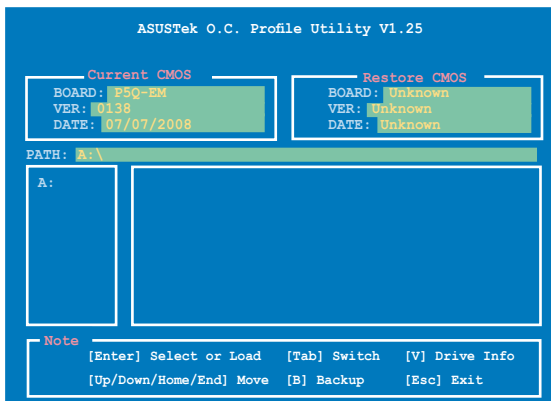 ASUSTek O.C. Profile Utility V1.25
Current CMOS
BOARD: P5Q-EM
VER: 0138
DATE: 07/07/2008
Restore CMOS
BOARD: Unknown
VER: Unknown
DATE: Unknown
PATH: A:\
A:
Note
[Enter] Select or Load [Tab] Switch [V] Drive Info
[Up/Down/Home/End] Move [B] Backup [Esc] Exit